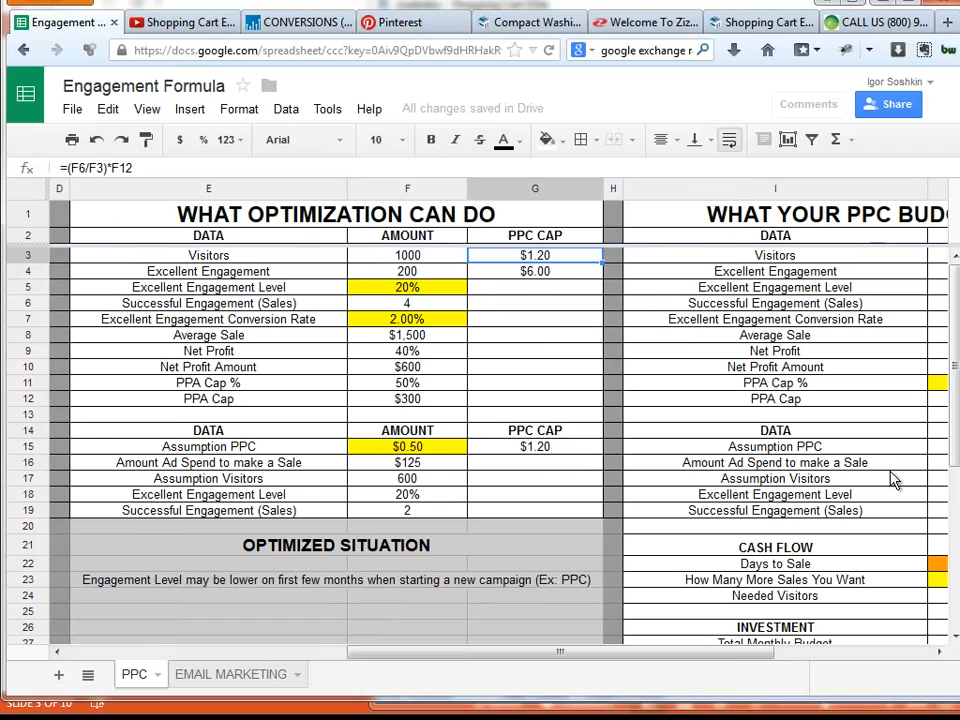 Engagement ... × Shopping Cart E... CONVERSIONS (... Pinterest Compact Washi... Welcome To Ziz... Shopping Cart E... CALL US (800) 9...
https://docs.google.com/spreadsheet/ccc?key=0Aiv9QpDVbwf9dHRHakR google exchange r
Engagement Formula
Igor Soshkin
File Edit View Insert Format Data Tools Help All changes saved in Drive Comments Share
$ % 123 Arial 10 B I S A Σ
fx =(F6/F3)*F12
D E F G H I
1 WHAT OPTIMIZATION CAN DO WHAT YOUR PPC BUD
2 DATA AMOUNT PPC CAP DATA
3 Visitors 1000 $1.20 Visitors
4 Excellent Engagement 200 $6.00 Excellent Engagement
5 Excellent Engagement Level 20% Excellent Engagement Level
6 Successful Engagement (Sales) 4 Successful Engagement (Sales)
7 Excellent Engagement Conversion Rate 2.00% Excellent Engagement Conversion Rate
8 Average Sale $1,500 Average Sale
9 Net Profit 40% Net Profit
10 Net Profit Amount $600 Net Profit Amount
11 PPA Cap % 50% PPA Cap %
12 PPA Cap $300 PPA Cap
13
14 DATA AMOUNT PPC CAP DATA
15 Assumption PPC $0.50 $1.20 Assumption PPC
16 Amount Ad Spend to make a Sale $125 Amount Ad Spend to make a Sale
17 Assumption Visitors 600 Assumption Visitors
18 Excellent Engagement Level 20% Excellent Engagement Level
19 Successful Engagement (Sales) 2 Successful Engagement (Sales)
20
21 OPTIMIZED SITUATION CASH FLOW
22 Days to Sale
23 Engagement Level may be lower on first few months when starting a new campaign (Ex: PPC) How Many More Sales You Want
24 Needed Visitors
25
26 INVESTMENT
27 Total Monthly Budget
PPC EMAIL MARKETING
SLIDE 5 OF 10